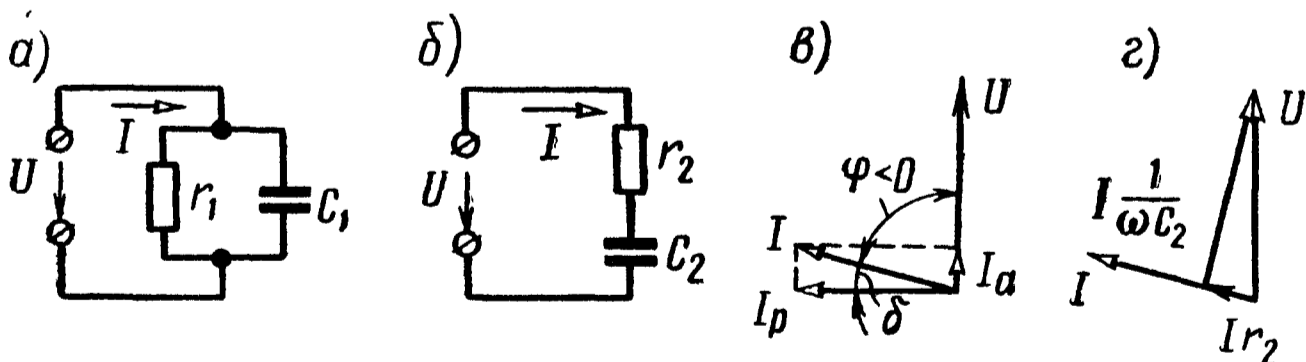 а)
U
I
r₁
C₁
б)
U
I
r₂
C₂
в)
U
φ<0
I
Iₐ
Iₚ
δ
г)
U
I 1/ωC₂
I
Ir₂